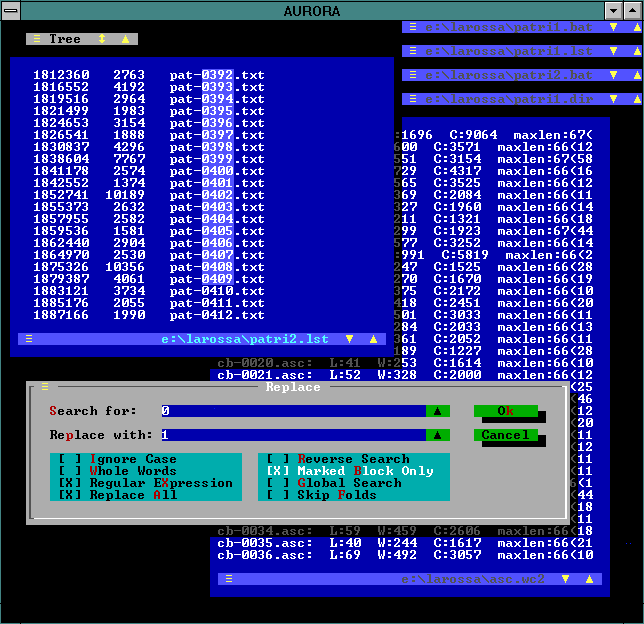 AURORA
Tree
e:\larossa\patri1.bat
e:\larossa\patri1.lst
e:\larossa\patri2.bat
e:\larossa\patri1.dir
1812360 2763 pat-0392.txt
1816552 4192 pat-0393.txt
1819516 2964 pat-0394.txt
1821499 1983 pat-0395.txt
1824653 3154 pat-0396.txt
1826541 1888 pat-0397.txt
1830837 4296 pat-0398.txt
1838604 7767 pat-0399.txt
1841178 2574 pat-0400.txt
1842552 1374 pat-0401.txt
1852741 10189 pat-0402.txt
1855373 2632 pat-0403.txt
1857955 2582 pat-0404.txt
1859536 1581 pat-0405.txt
1862440 2904 pat-0406.txt
1864970 2530 pat-0407.txt
1875326 10356 pat-0408.txt
1879387 4061 pat-0409.txt
1883121 3734 pat-0410.txt
1885176 2055 pat-0411.txt
1887166 1990 pat-0412.txt
e:\larossa\patri2.lst
:1696 C:9064 maxlen:67(
600 C:3571 maxlen:66(12
551 C:3154 maxlen:67(58
729 C:4317 maxlen:66(16
565 C:3525 maxlen:66(12
369 C:2084 maxlen:66(11
327 C:1960 maxlen:66(14
211 C:1321 maxlen:66(18
299 C:1923 maxlen:67(44
577 C:3252 maxlen:66(14
:991 C:5819 maxlen:66(2
247 C:1525 maxlen:66(28
270 C:1670 maxlen:66(19
375 C:2172 maxlen:66(10
418 C:2451 maxlen:66(20
501 C:3033 maxlen:66(11
284 C:2033 maxlen:66(13
361 C:2052 maxlen:66(11
189 C:1227 maxlen:66(28
cb-0020.asc: L:41 W:253 C:1614 maxlen:66(10
cb-0021.asc: L:52 W:328 C:2000 maxlen:66(12
Replace
Search for: 0
Ok
Replace with: 1
Cancel
[ ] Ignore Case
[ ] Whole Words
[X] Regular EXpression
[X] Replace All
[ ] Reverse Search
[X] Marked Block Only
[ ] Global Search
[ ] Skip Folds
(25
(46
(12
(20
(11
(12
(11
(11
6(1
(44
(18
(11
cb-0034.asc: L:59 W:459 C:2606 maxlen:66(18
cb-0035.asc: L:40 W:244 C:1617 maxlen:66(21
cb-0036.asc: L:69 W:492 C:3057 maxlen:66(10
e:\larossa\asc.wc2